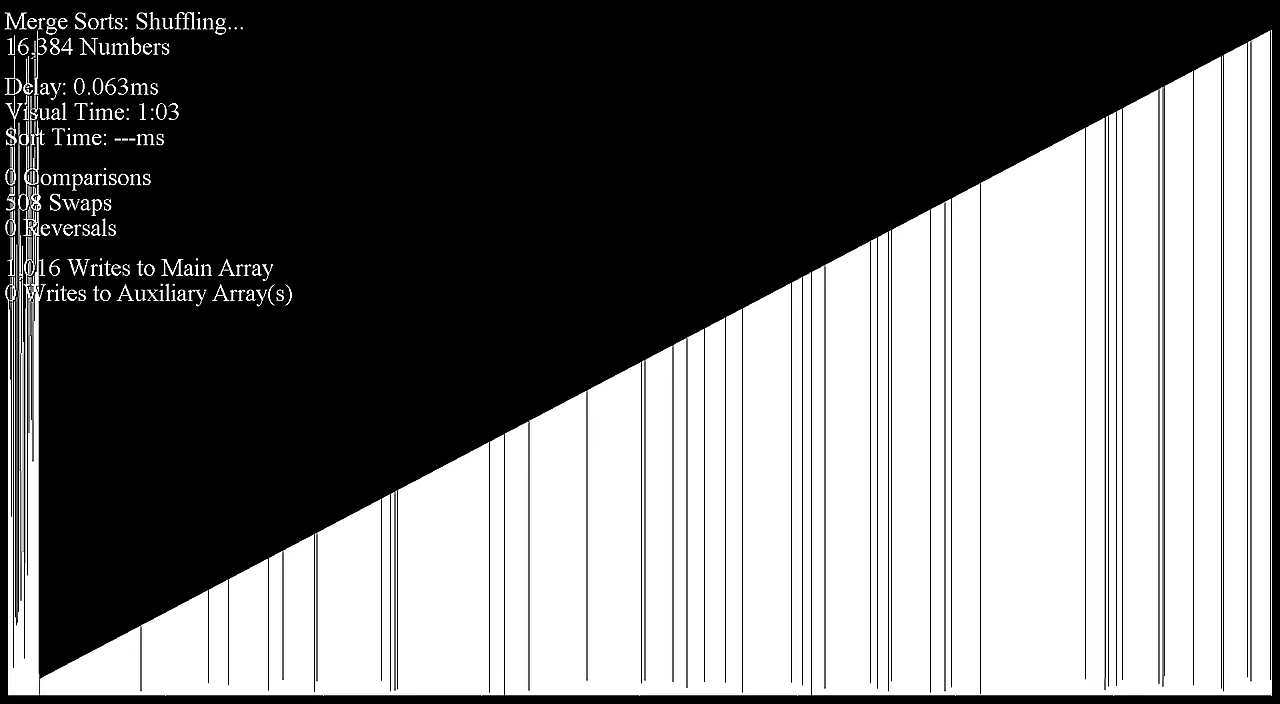 Merge Sorts: Shuffling...
16,384 Numbers
Delay: 0.063ms
Visual Time: 1:03
Sort Time: ---ms
0 Comparisons
508 Swaps
0 Reversals
1,016 Writes to Main Array
0 Writes to Auxiliary Array(s)